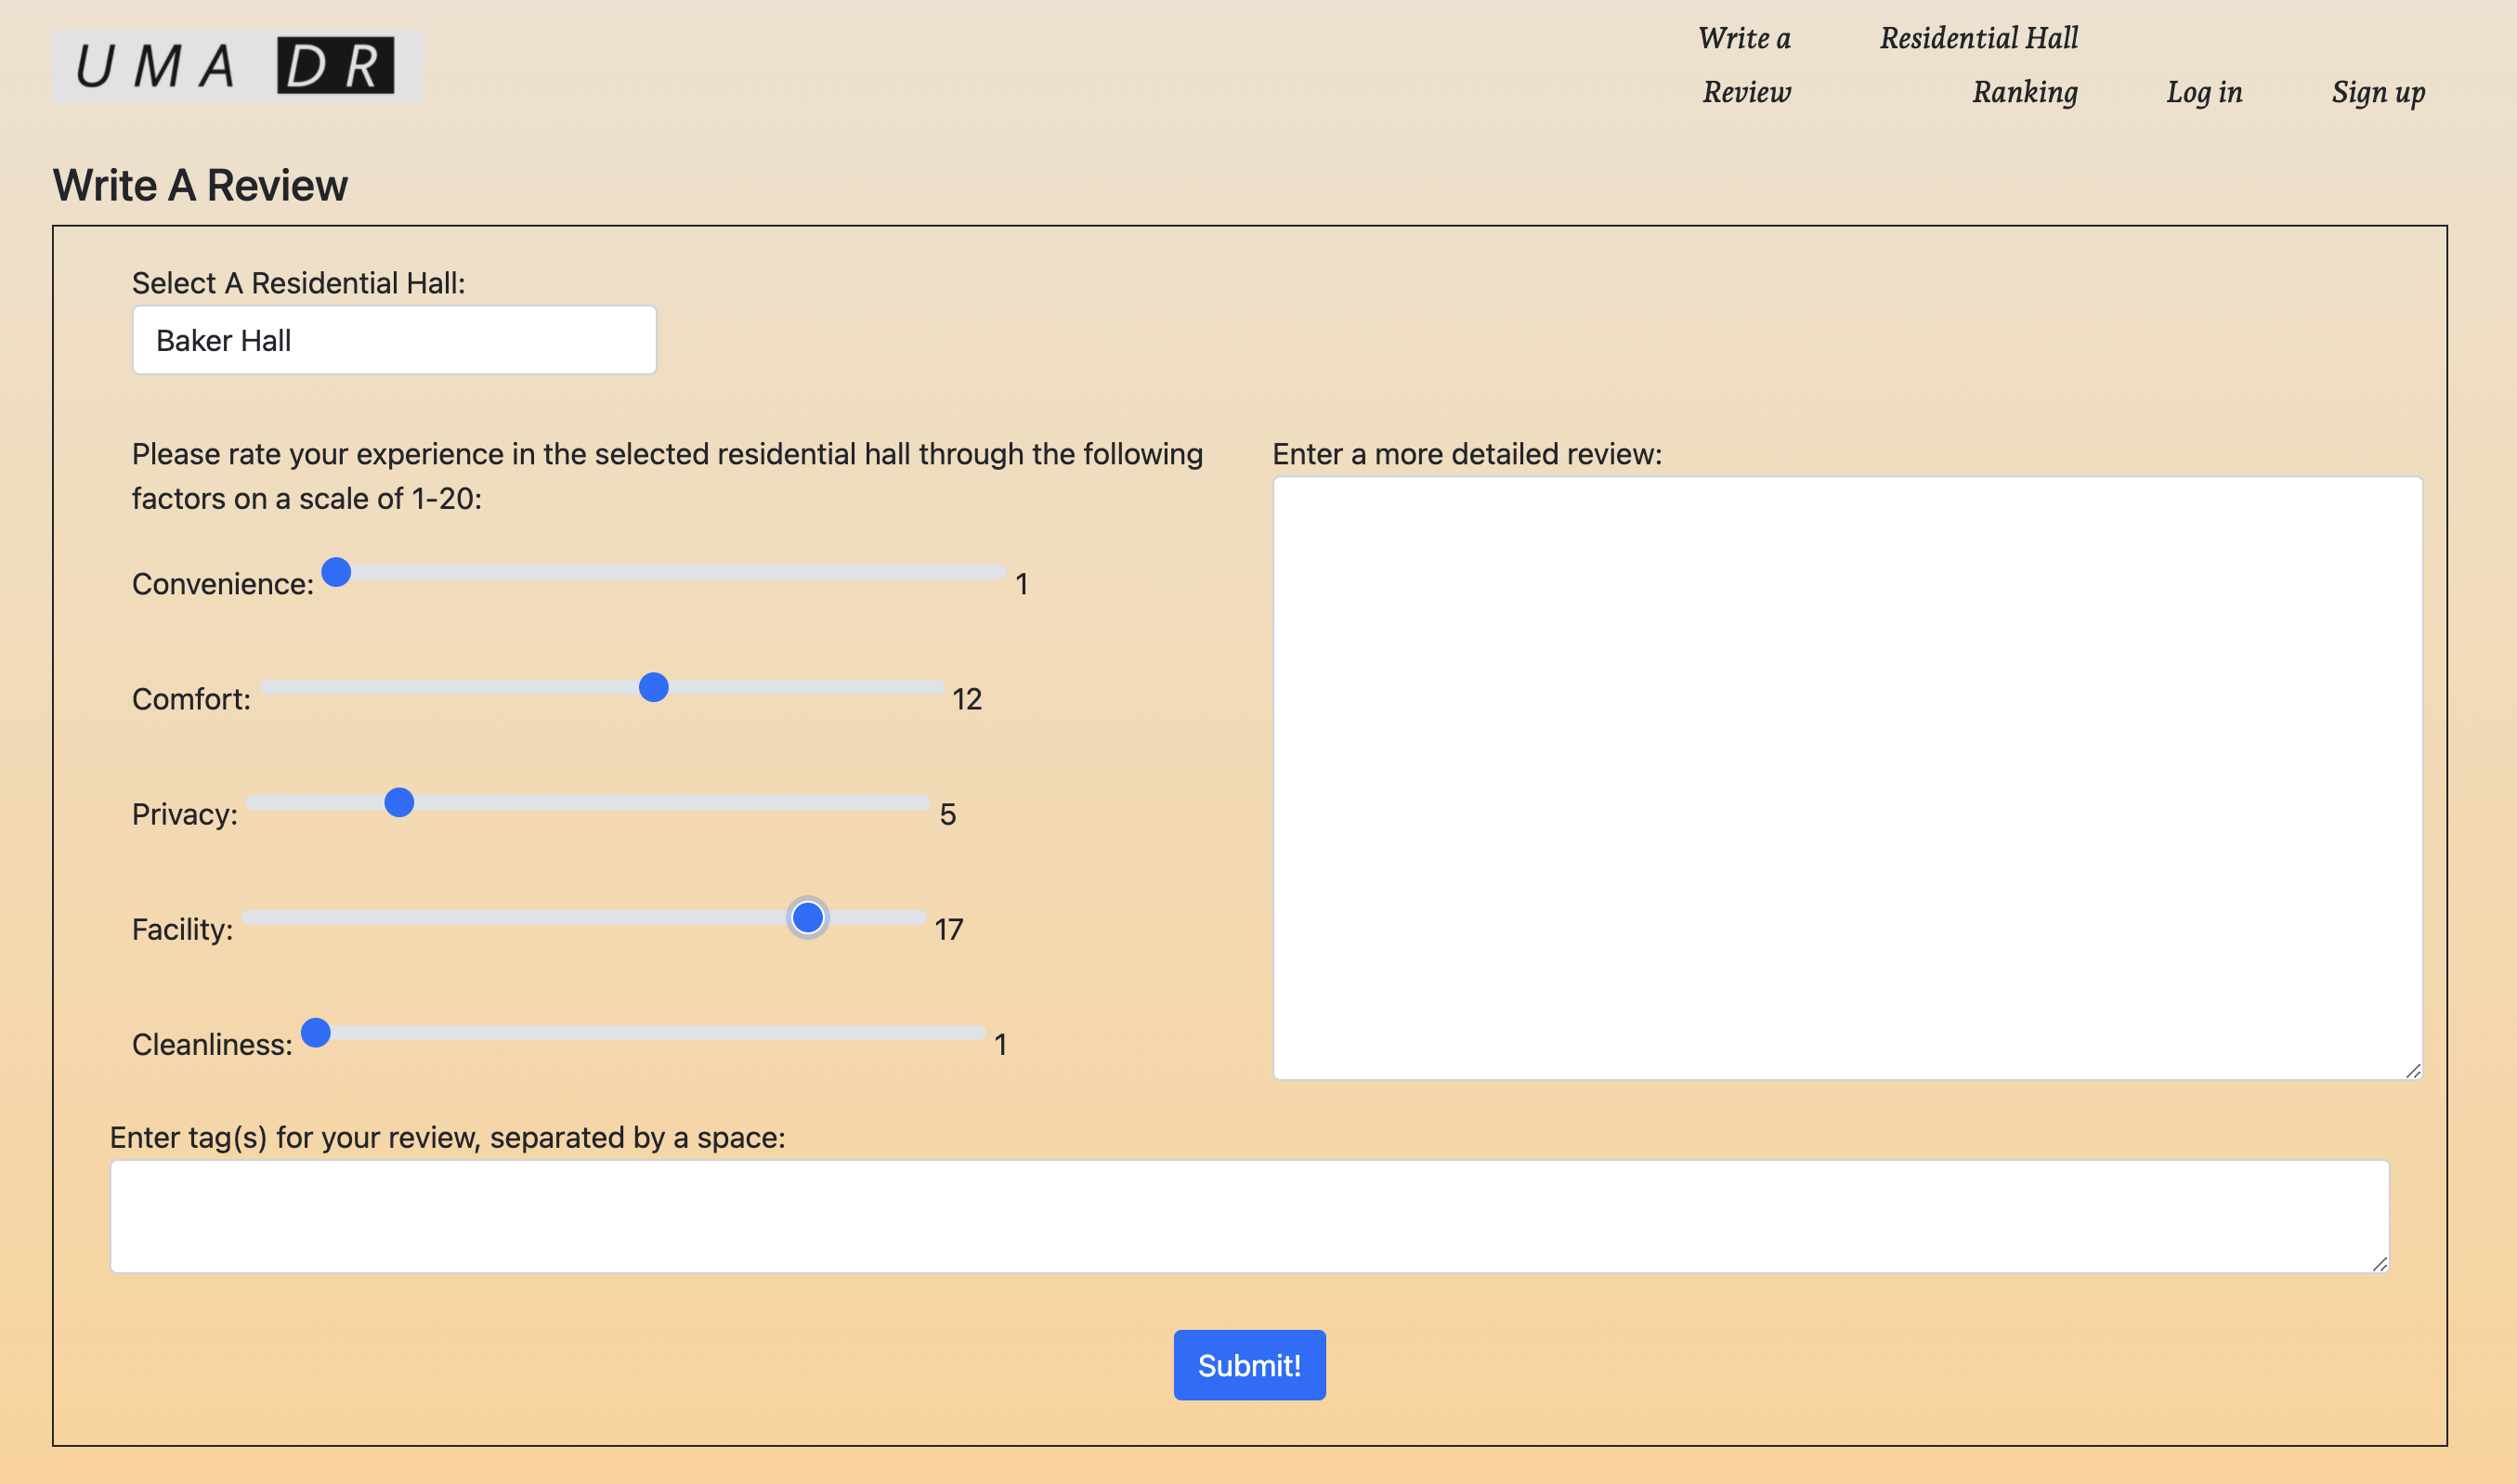 UMA DR
Write a Review
Residential Hall Ranking
Log in
Sign up
Write A Review
Select A Residential Hall:
Baker Hall
Please rate your experience in the selected residential hall through the following
factors on a scale of 1-20:
Convenience: 1
Comfort: 12
Privacy: 5
Facility: 17
Cleanliness: 1
Enter a more detailed review:
Enter tag(s) for your review, separated by a space:
Submit!